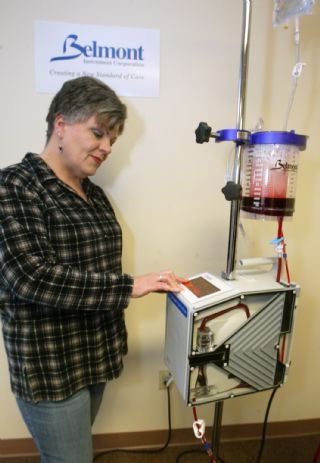 Belmont
Instrument Corporation
Creating a New Standard of Care
Belmont